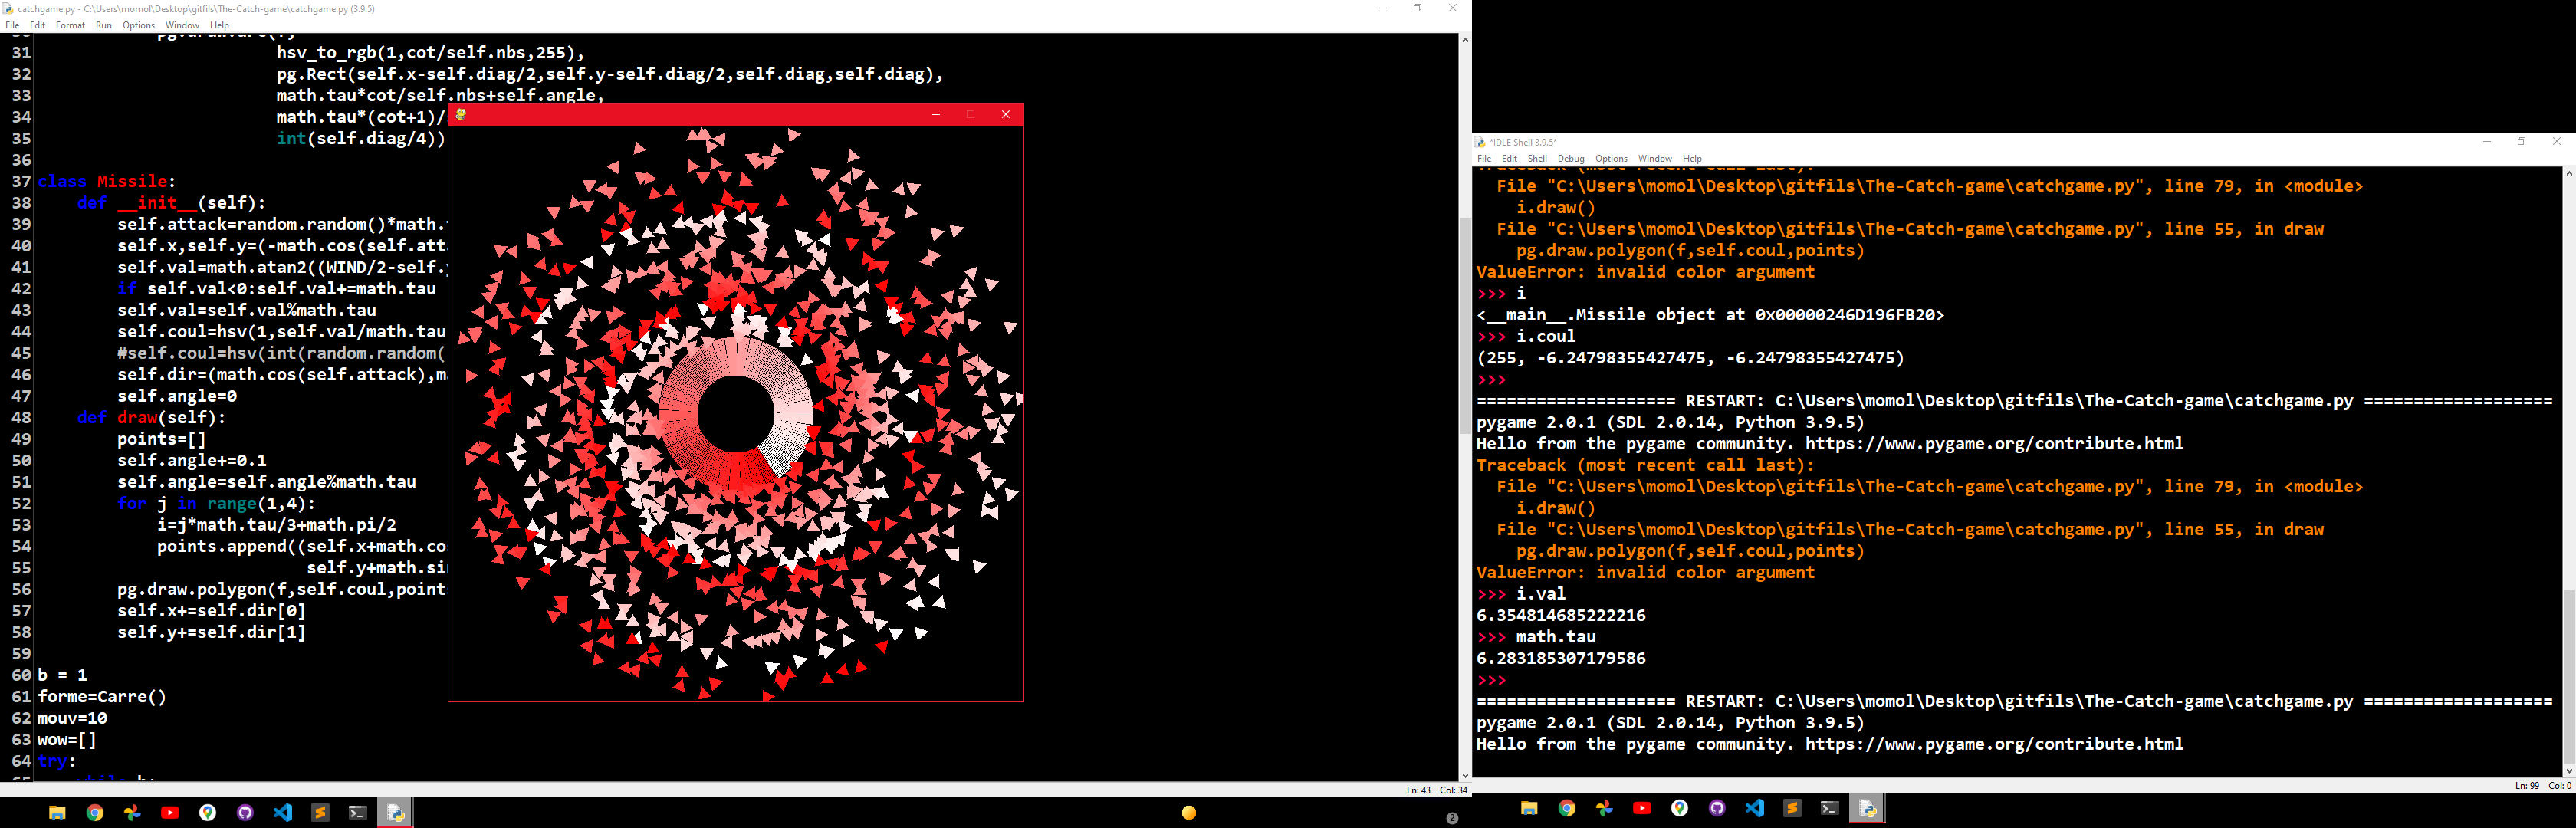 catchgame.py - C:\Users\momol\Desktop\gitfils\The-Catch-game\catchgame.py (3.9.5)
File Edit Format Run Options Window Help
31 hsv_to_rgb(1,cot/self.nbs,255),
32 pg.Rect(self.x-self.diag/2,self.y-self.diag/2,self.diag,self.diag),
33 math.tau*cot/self.nbs+self.angle,
34 math.tau*(cot+1)/
35 int(self.diag/4))
36
37 class Missile:
38 def __init__(self):
39 self.attack=random.random()*math.
40 self.x,self.y=(-math.cos(self.att
41 self.val=math.atan2((WIND/2-self.
42 if self.val<0:self.val+=math.tau
43 self.val=self.val%math.tau
44 self.coul=hsv(1,self.val/math.tau
45 #self.coul=hsv(int(random.random(
46 self.dir=(math.cos(self.attack),m
47 self.angle=0
48 def draw(self):
49 points=[]
50 self.angle+=0.1
51 self.angle=self.angle%math.tau
52 for j in range(1,4):
53 i=j*math.tau/3+math.pi/2
54 points.append((self.x+math.co
55 self.y+math.sin
56 pg.draw.polygon(f,self.coul,point
57 self.x+=self.dir[0]
58 self.y+=self.dir[1]
59
60 b = 1
61 forme=Carre()
62 mouv=10
63 wow=[]
64 try:
Ln: 43 Col: 34
2
*IDLE Shell 3.9.5*
File Edit Shell Debug Options Window Help
File "C:\Users\momol\Desktop\gitfils\The-Catch-game\catchgame.py", line 79, in <module>
i.draw()
File "C:\Users\momol\Desktop\gitfils\The-Catch-game\catchgame.py", line 55, in draw
pg.draw.polygon(f,self.coul,points)
ValueError: invalid color argument
>>> i
<__main__.Missile object at 0x00000246D196FB20>
>>> i.coul
(255, -6.24798355427475, -6.24798355427475)
>>>
==================== RESTART: C:\Users\momol\Desktop\gitfils\The-Catch-game\catchgame.py ===================
pygame 2.0.1 (SDL 2.0.14, Python 3.9.5)
Hello from the pygame community. https://www.pygame.org/contribute.html
Traceback (most recent call last):
File "C:\Users\momol\Desktop\gitfils\The-Catch-game\catchgame.py", line 79, in <module>
i.draw()
File "C:\Users\momol\Desktop\gitfils\The-Catch-game\catchgame.py", line 55, in draw
pg.draw.polygon(f,self.coul,points)
ValueError: invalid color argument
>>> i.val
6.354814685222216
>>> math.tau
6.283185307179586
>>>
==================== RESTART: C:\Users\momol\Desktop\gitfils\The-Catch-game\catchgame.py ===================
pygame 2.0.1 (SDL 2.0.14, Python 3.9.5)
Hello from the pygame community. https://www.pygame.org/contribute.html
Ln: 99 Col: 0